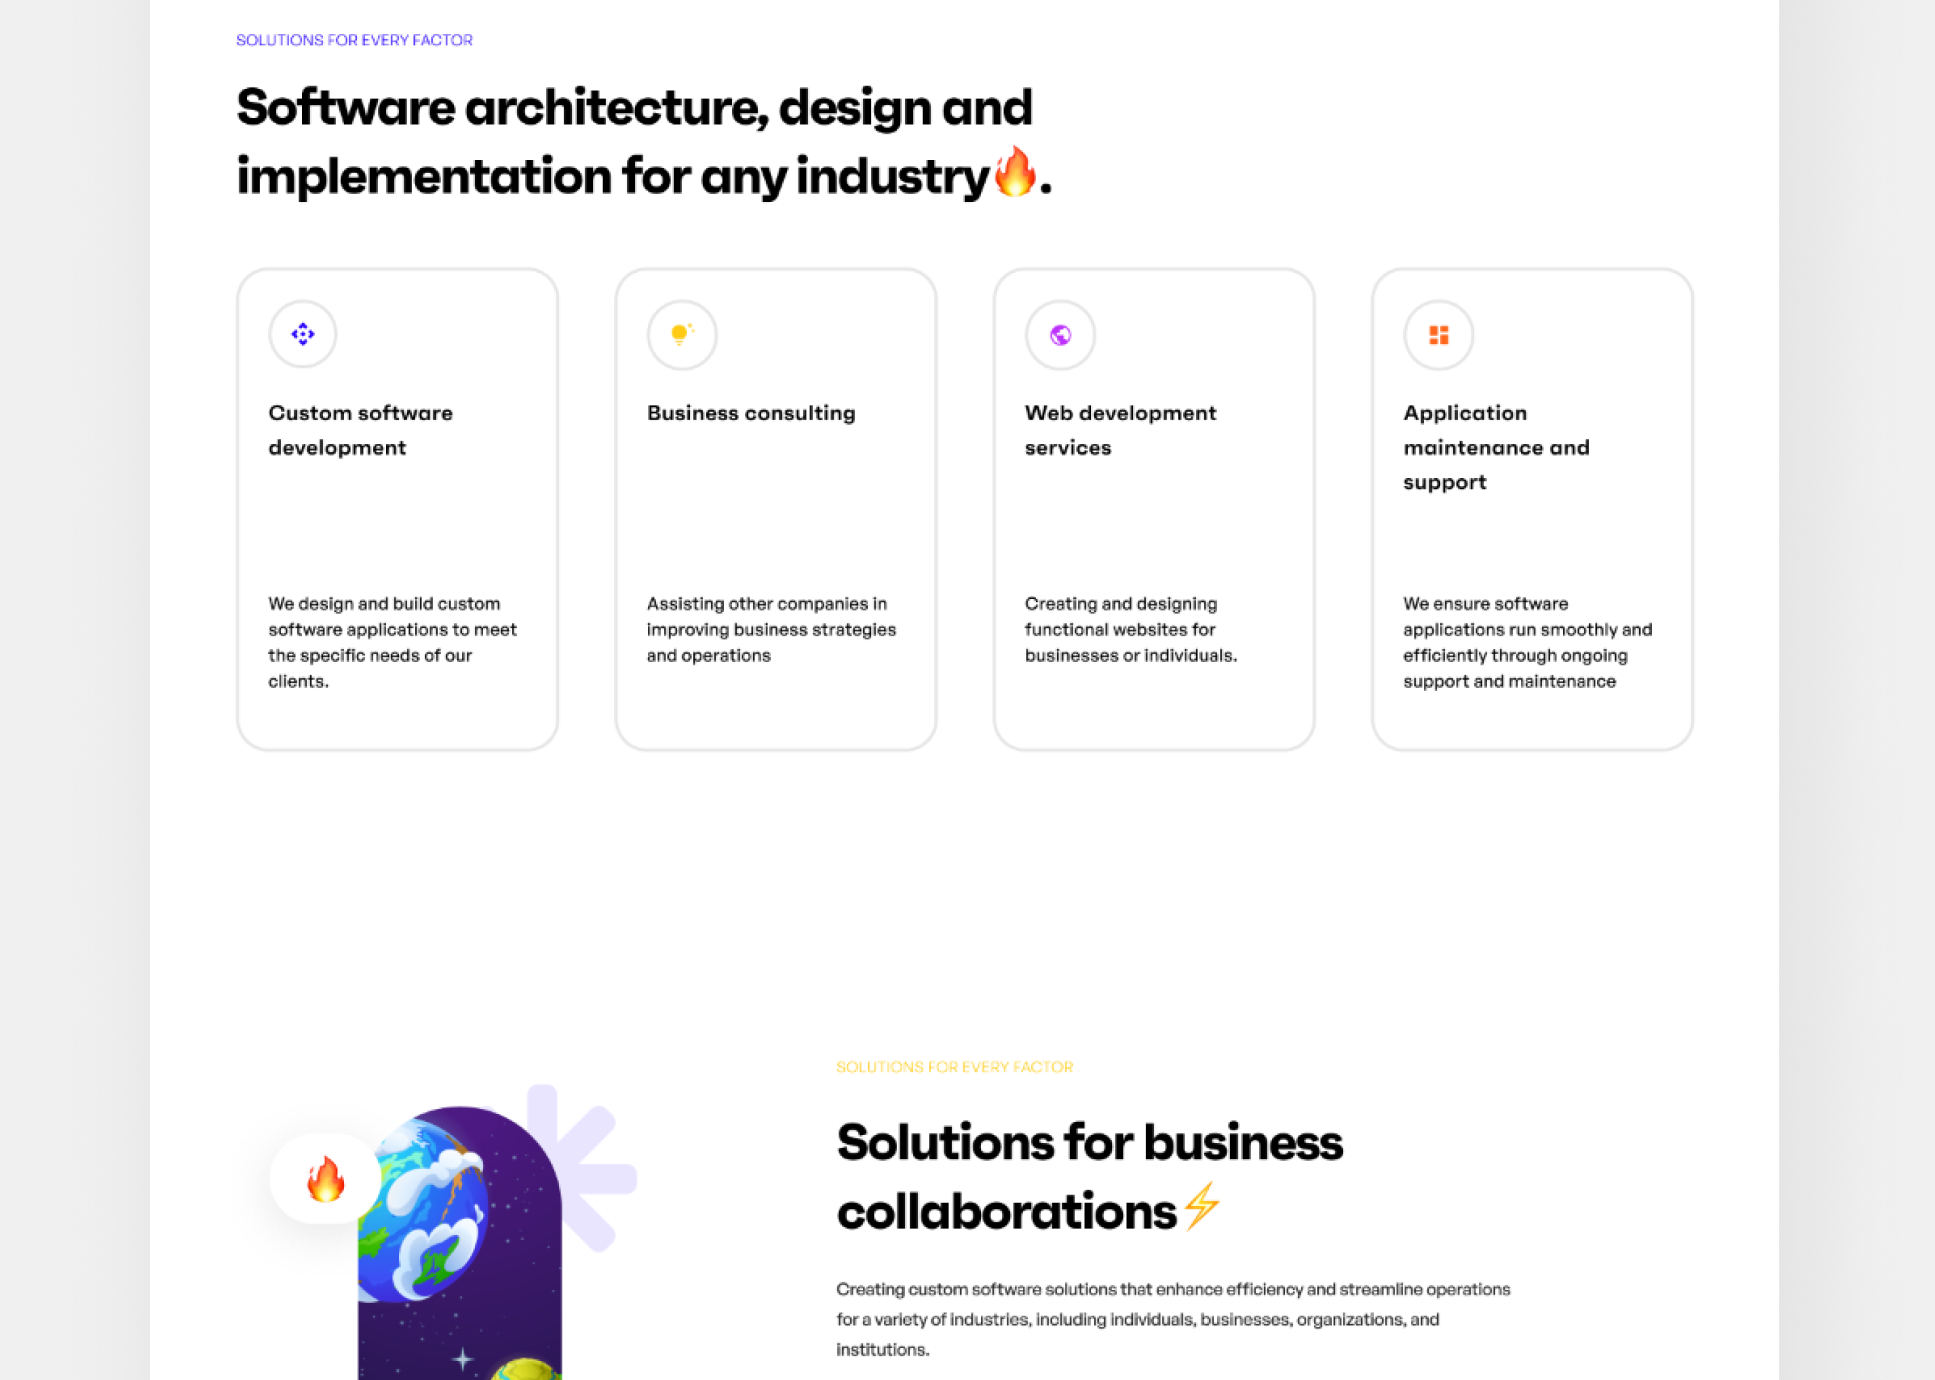 SOLUTIONS FOR EVERY FACTOR
Software architecture, design and
implementation for any industry🔥.
Custom software
development
We design and build custom
software applications to meet
the specific needs of our
clients.
Business consulting
Assisting other companies in
improving business strategies
and operations
Web development
services
Creating and designing
functional websites for
businesses or individuals.
Application
maintenance and
support
We ensure software
applications run smoothly and
efficiently through ongoing
support and maintenance
SOLUTIONS FOR EVERY FACTOR
Solutions for business
collaborations⚡
Creating custom software solutions that enhance efficiency and streamline operations
for a variety of industries, including individuals, businesses, organizations, and
institutions.